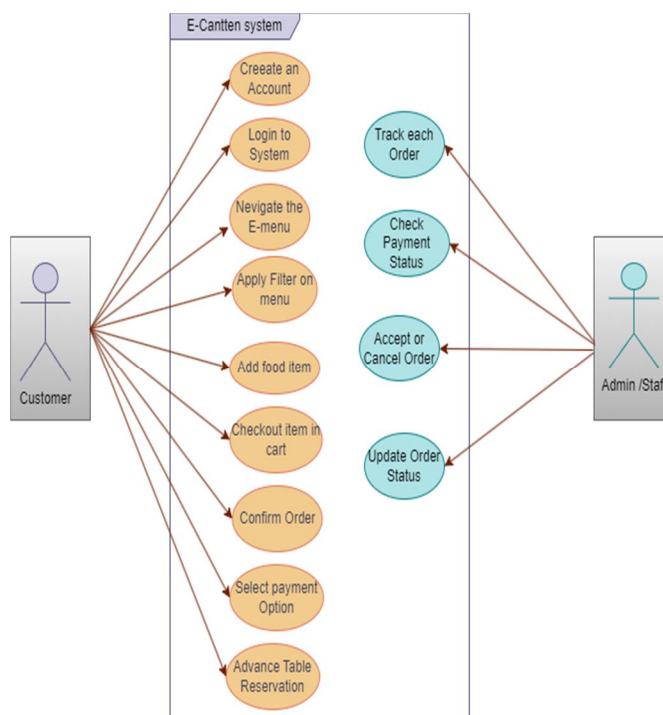 E-Cantten system
Creeate an
Account
Login to
System
Nevigate the
E-menu
Apply Filter on
menu
Add food item
Checkout item in
cart
Confirm Order
Select payment
Option
Advance Table
Reservation
Customer
Track each
Order
Check
Payment
Status
Accept or
Cancel Order
Update Order
Status
Admin /Staf